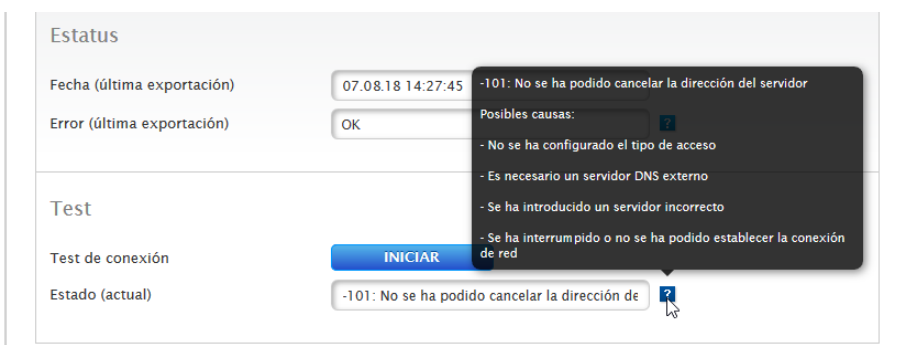 Estatus
Fecha (última exportación)
07.08.18 14:27:45
Error (última exportación)
OK
?
-101: No se ha podido cancelar la dirección del servidor
Posibles causas:
- No se ha configurado el tipo de acceso
- Es necesario un servidor DNS externo
- Se ha introducido un servidor incorrecto
- Se ha interrumpido o no se ha podido establecer la conexión
de red
Test
Test de conexión
INICIAR
Estado (actual)
-101: No se ha podido cancelar la dirección de
?